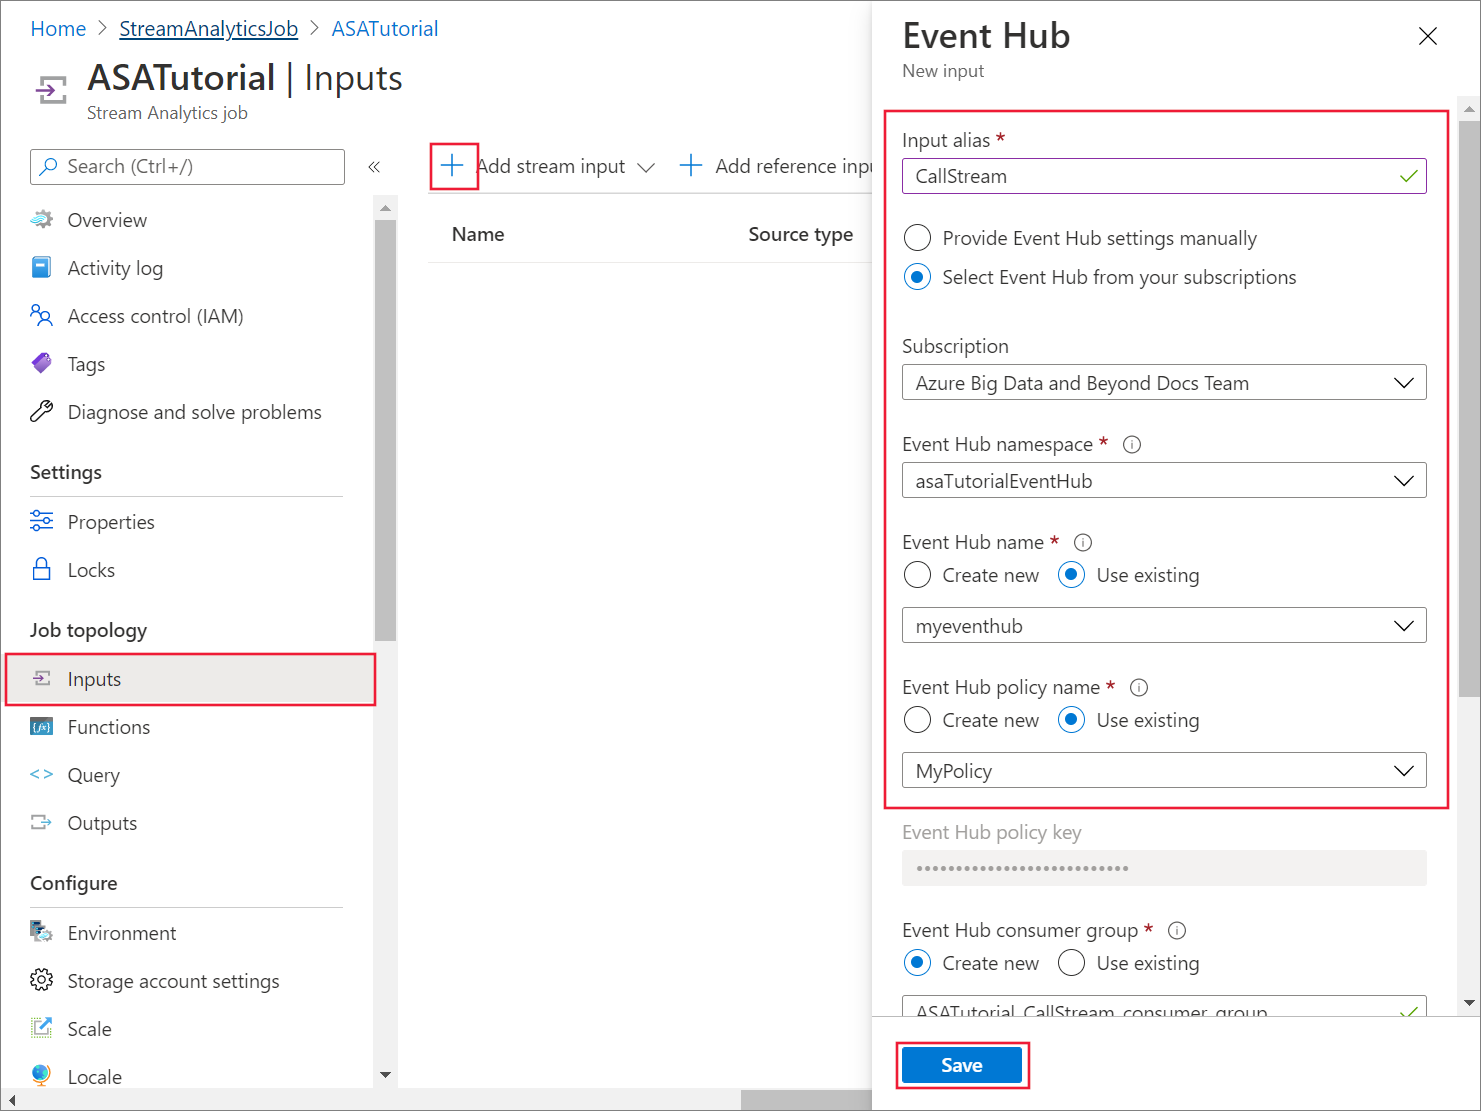 Home > StreamAnalyticsJob > ASATutorial
ASATutorial | Inputs
Stream Analytics job
Search (Ctrl+/)
«
Overview
Activity log
Access control (IAM)
Tags
Diagnose and solve problems
Settings
Properties
Locks
Job topology
Inputs
Functions
Query
Outputs
Configure
Environment
Storage account settings
Scale
Locale
Add stream input
Add reference inpu
Name Source type
Event Hub
New input
Input alias *
CallStream
Provide Event Hub settings manually
Select Event Hub from your subscriptions
Subscription
Azure Big Data and Beyond Docs Team
Event Hub namespace *
asaTutorialEventHub
Event Hub name *
Create new Use existing
myeventhub
Event Hub policy name *
Create new Use existing
MyPolicy
Event Hub policy key
•••••••••••••••••••••••••••
Event Hub consumer group *
Create new Use existing
ASATutorial_CallStream_consumer_group
Save